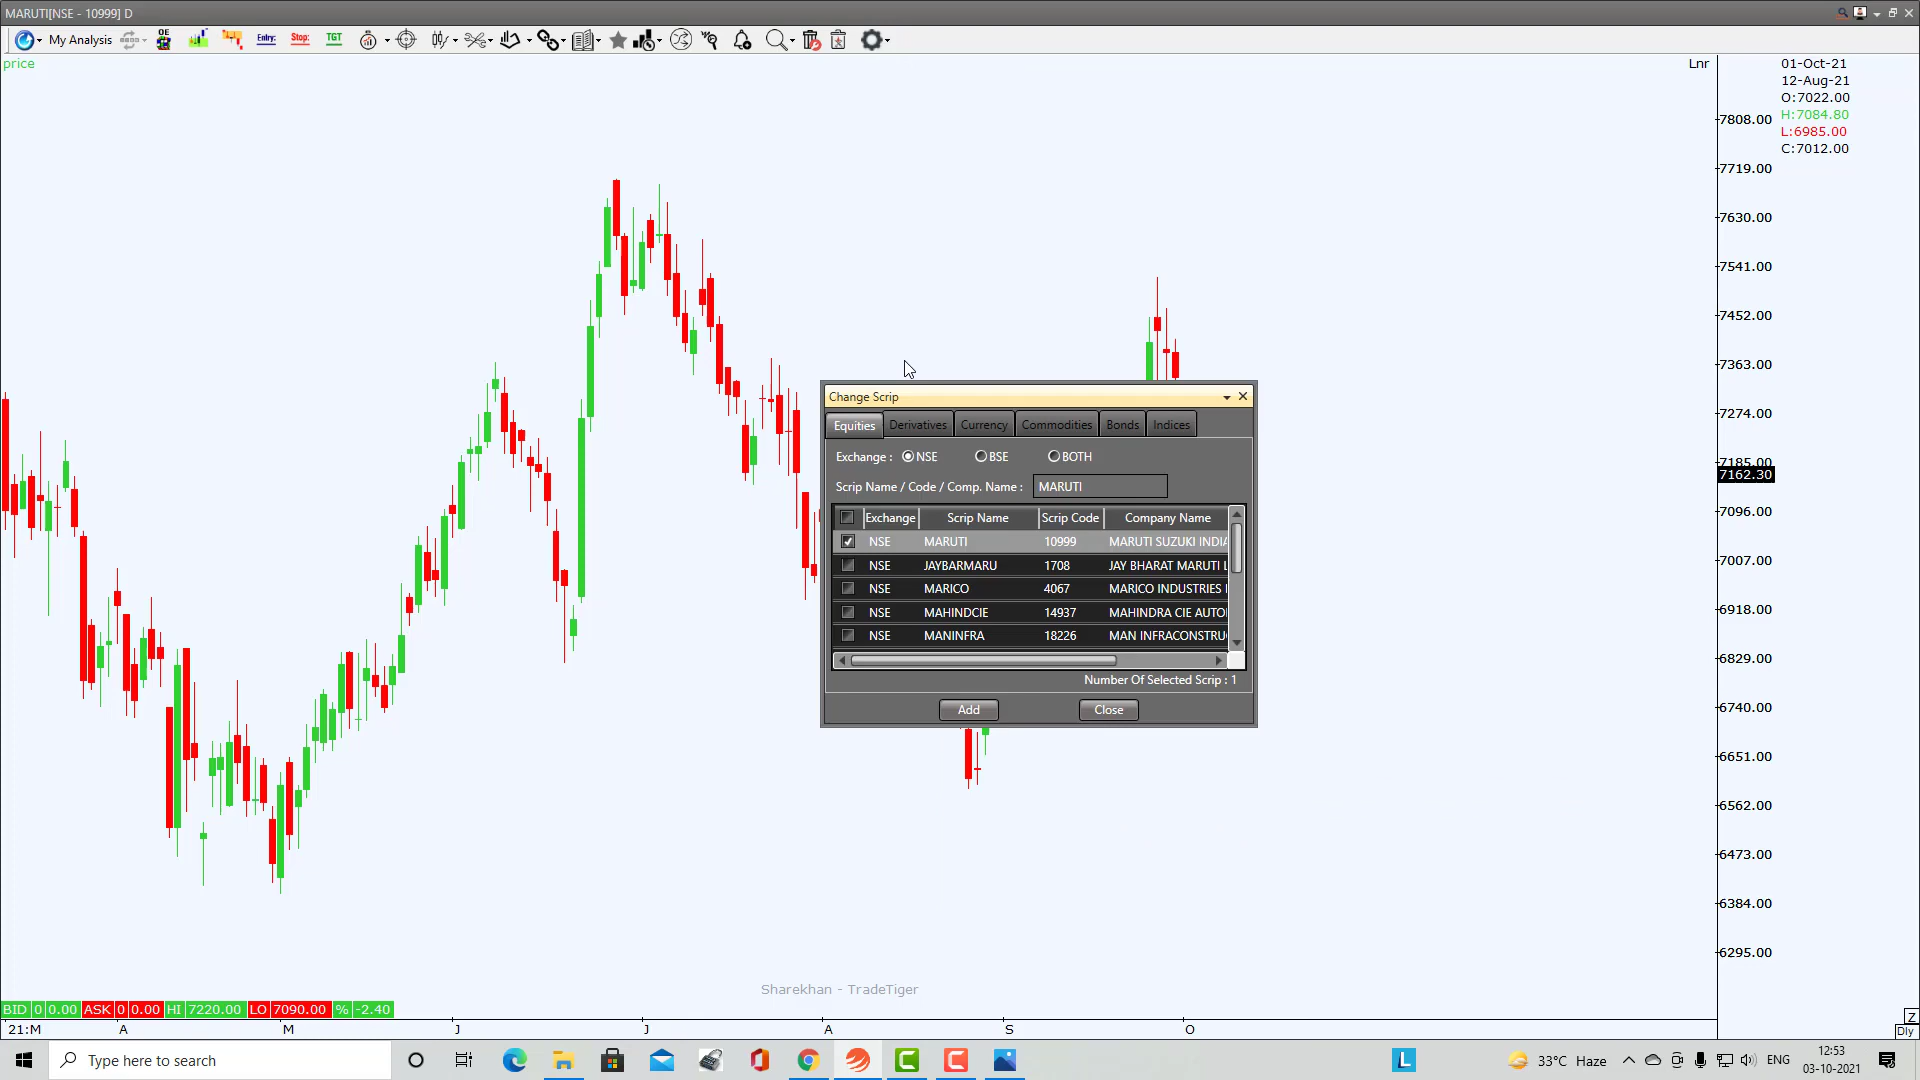 MARUTI[NSE - 10999] D
My Analysis
OE
Entry:
Stop:
TGT
price
Lnr
01-Oct-21
12-Aug-21
O:7022.00
H:7084.80
L:6985.00
C:7012.00
7808.00
7719.00
7630.00
7541.00
7452.00
7363.00
7274.00
7185.00
7162.30
7096.00
7007.00
6918.00
6829.00
6740.00
6651.00
6562.00
6473.00
6384.00
6295.00
Change Scrip
Equities Derivatives Currency Commodities Bonds Indices
Exchange : NSE BSE BOTH
Scrip Name / Code / Comp. Name : MARUTI
Exchange Scrip Name Scrip Code Company Name
NSE MARUTI 10999 MARUTI SUZUKI INDIA
NSE JAYBARMARU 1708 JAY BHARAT MARUTI L
NSE MARICO 4067 MARICO INDUSTRIES
NSE MAHINDCIE 14937 MAHINDRA CIE AUTO
NSE MANINFRA 18226 MAN INFRACONSTRU
Number Of Selected Scrip : 1
Add Close
Sharekhan - TradeTiger
BID 0 0.00 ASK 0 0.00 HI 7220.00 LO 7090.00 % -2.40
21:M A M J J A S O
Z
Dly
Type here to search
L
33°C Haze
ENG
12:53
03-10-2021